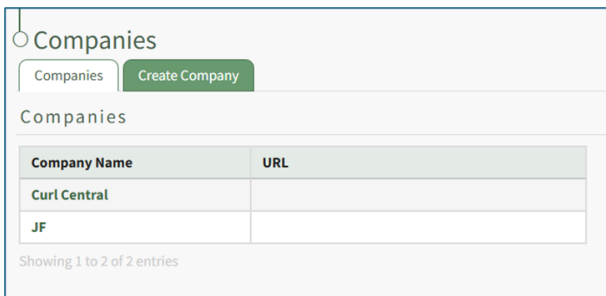 Companies
Companies Create Company
Companies
Company Name URL
Curl Central
JF
Showing 1 to 2 of 2 entries